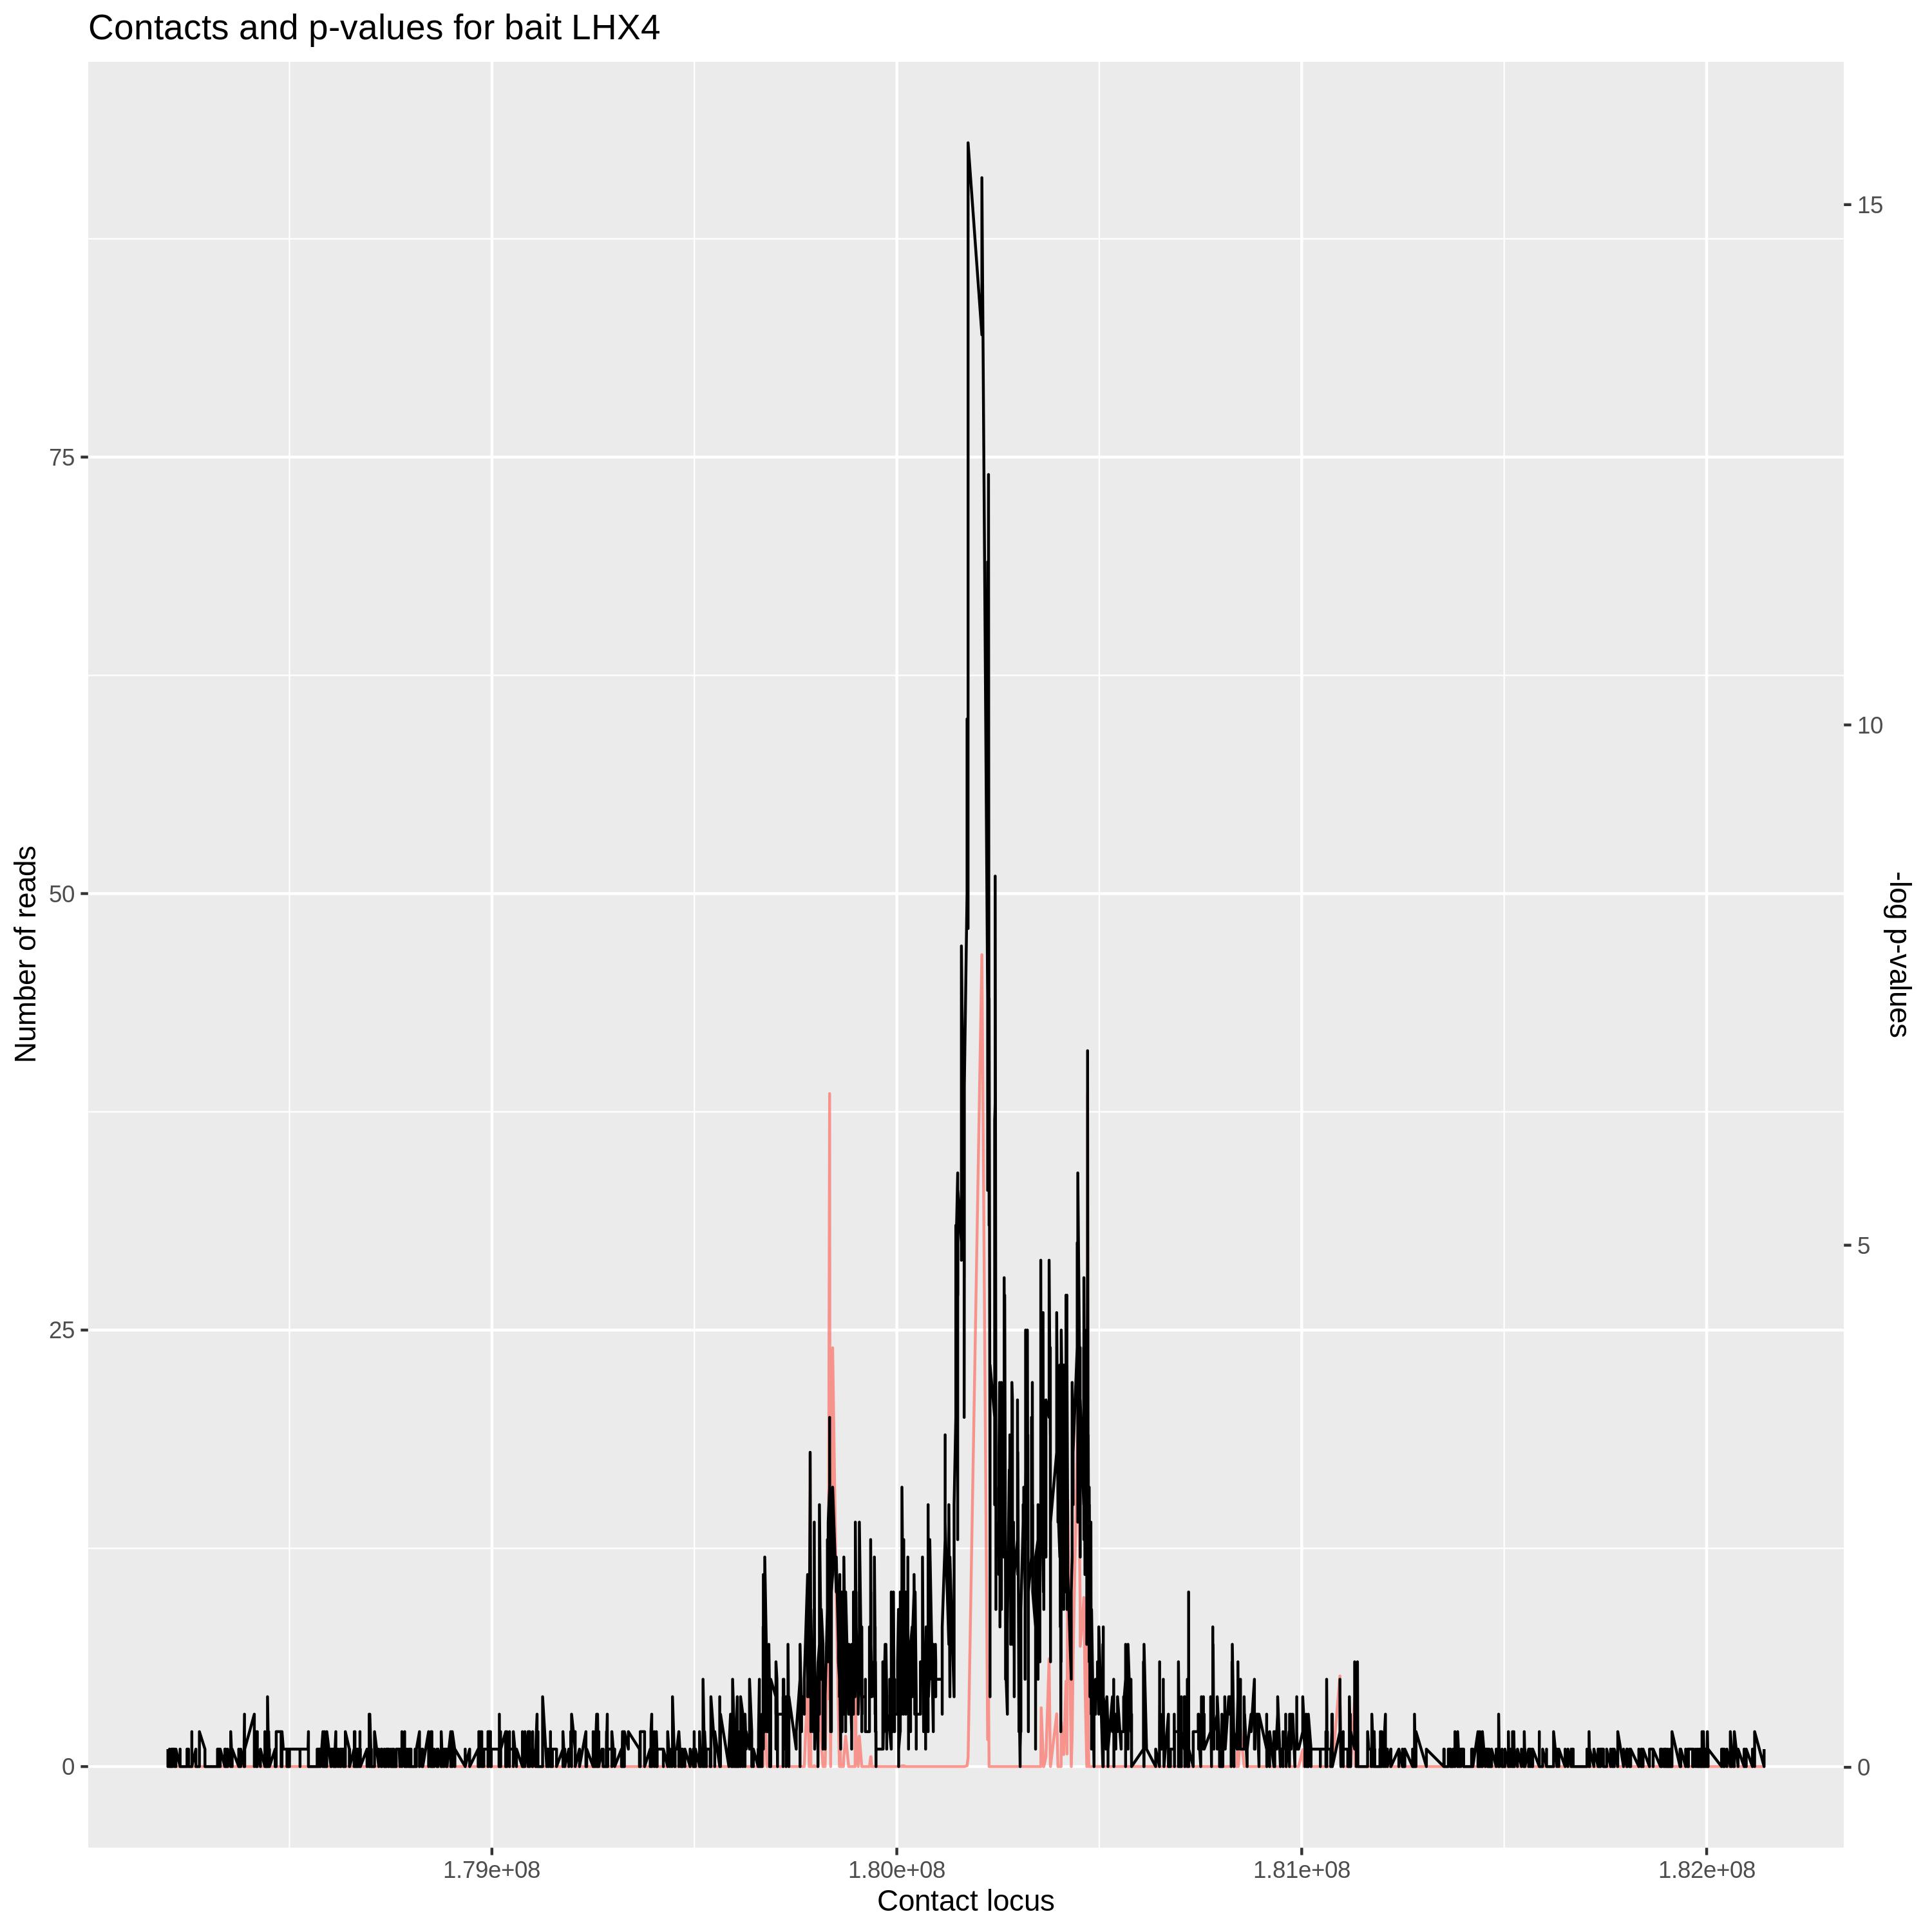 Contacts and p-values for bait LHX4
Number of reads
75
50
25
0
15
10
5
0
-log p-values
1.79e+08
1.80e+08
1.81e+08
1.82e+08
Contact locus